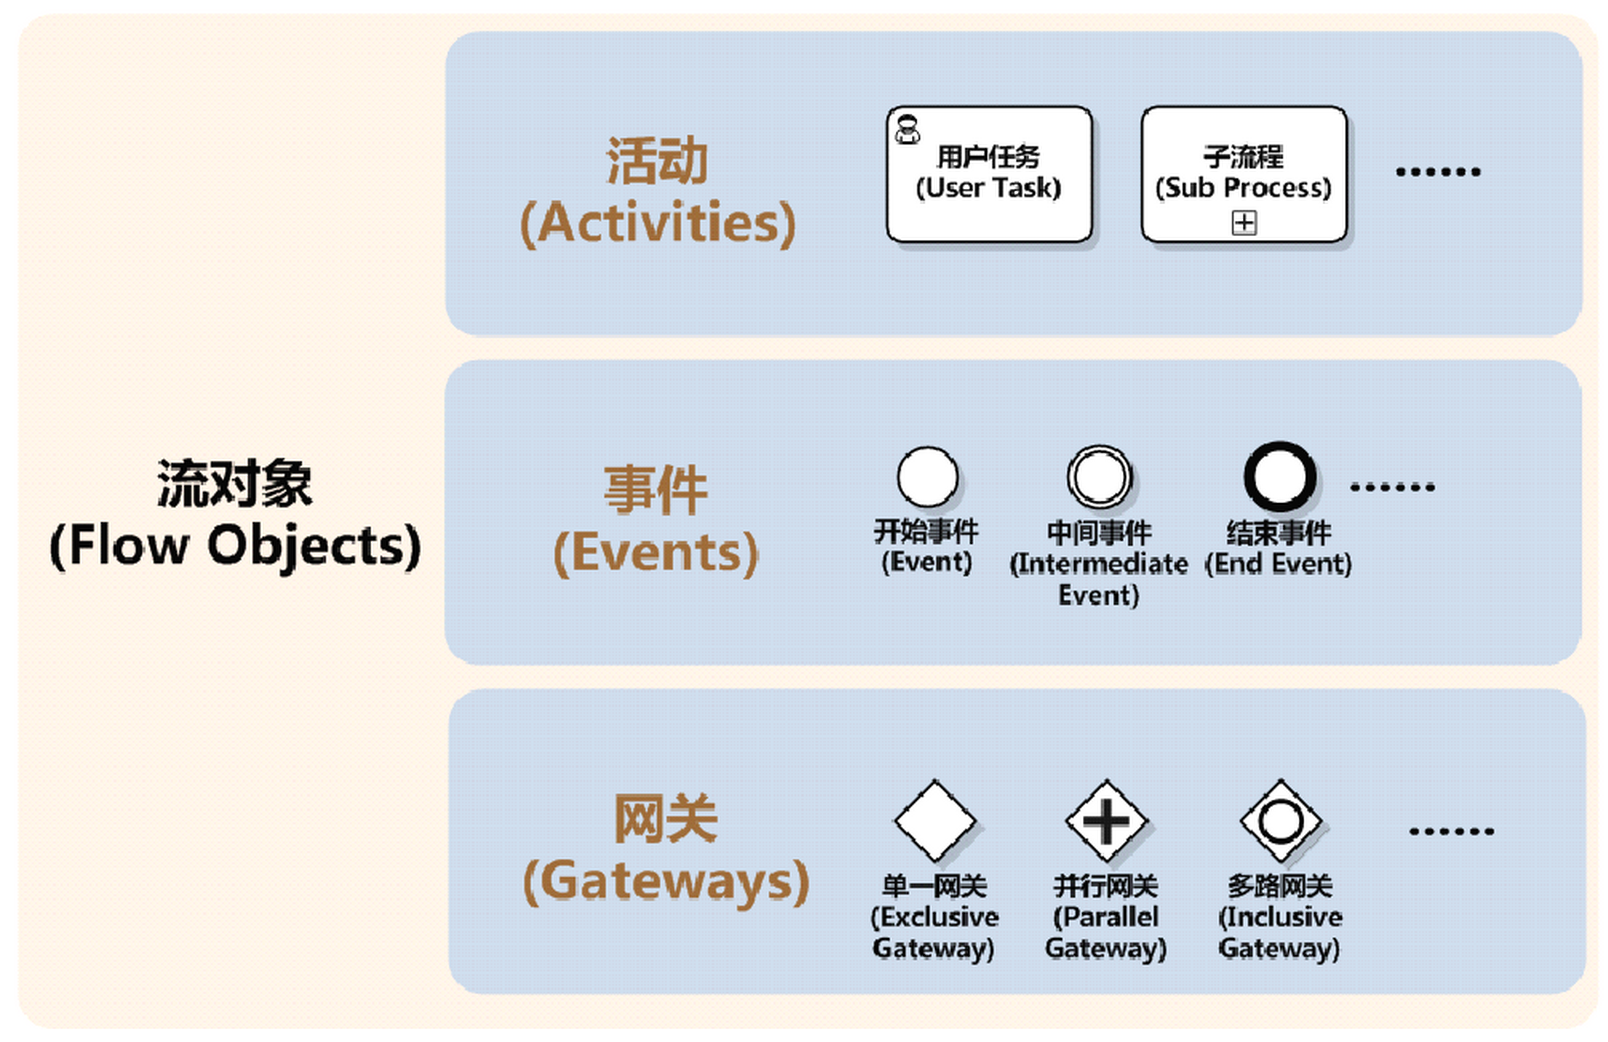 流对象
(Flow Objects)
活动
(Activities)
用户任务
(User Task)
子流程
(Sub Process)
......
事件
(Events)
开始事件
(Event)
中间事件
(Intermediate
Event)
结束事件
(End Event)
......
网关
(Gateways)
单一网关
(Exclusive
Gateway)
并行网关
(Parallel
Gateway)
多路网关
(Inclusive
Gateway)
......